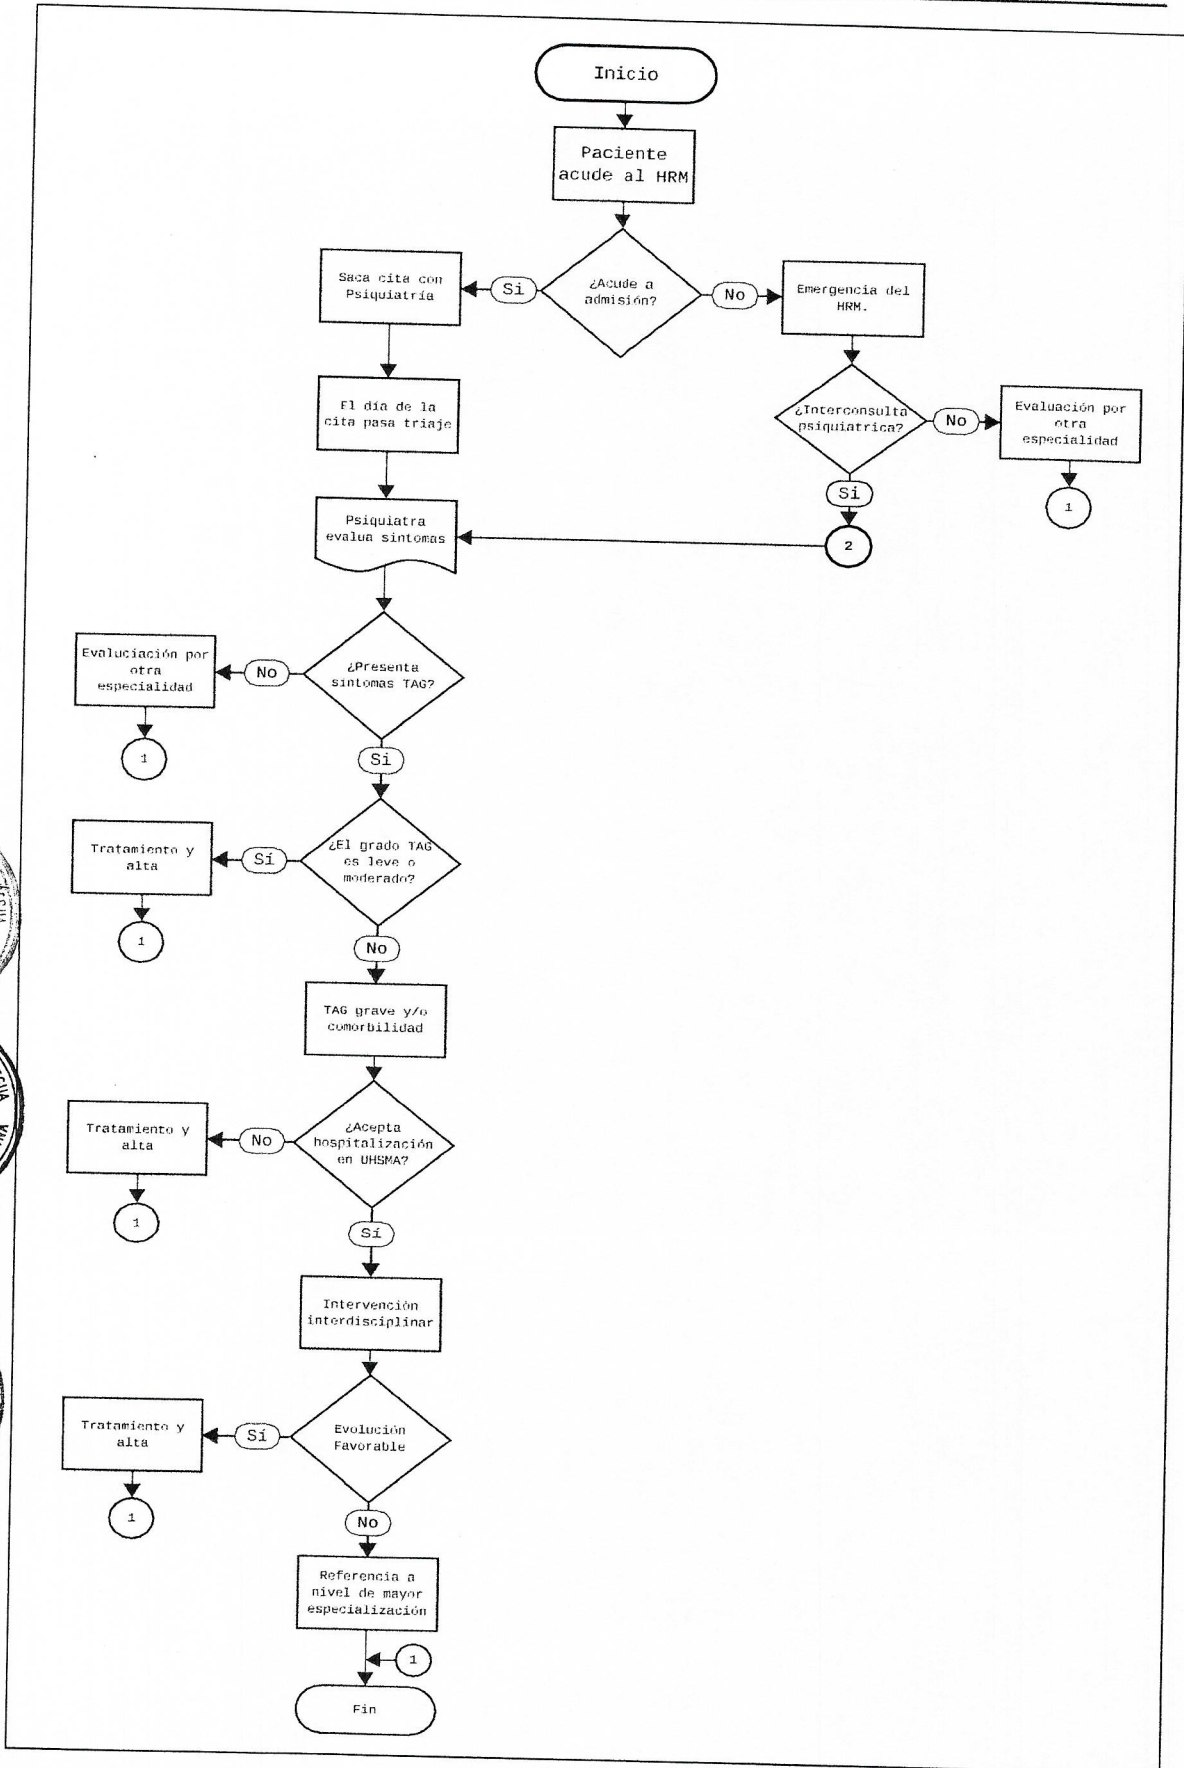 Inicio
Paciente
acude al HRM
¿Acude a
admisión?
Si
No
Saca cita con
Psiquiatría
Emergencia del
HRM.
El día de la
cita pasa triaje
¿Interconsulta
psiquiatrica?
No
Evaluación por
otra
especialidad
Si
1
Psiquiatra
evalua sintomas
2
¿Presenta
sintomas TAG?
No
Evaluciación por
otra
especialidad
1
Si
¿El grado TAG
es leve o
moderado?
Sí
Tratamiento y
alta
1
No
TAG grave y/o
comorbilidad
¿Acepta
hospitalización
en UHSMA?
No
Tratamiento y
alta
1
Sí
Intervención
interdisciplinar
Evolución
Favorable
Sí
Tratamiento y
alta
1
No
Referencia a
nivel de mayor
especialización
1
Fin